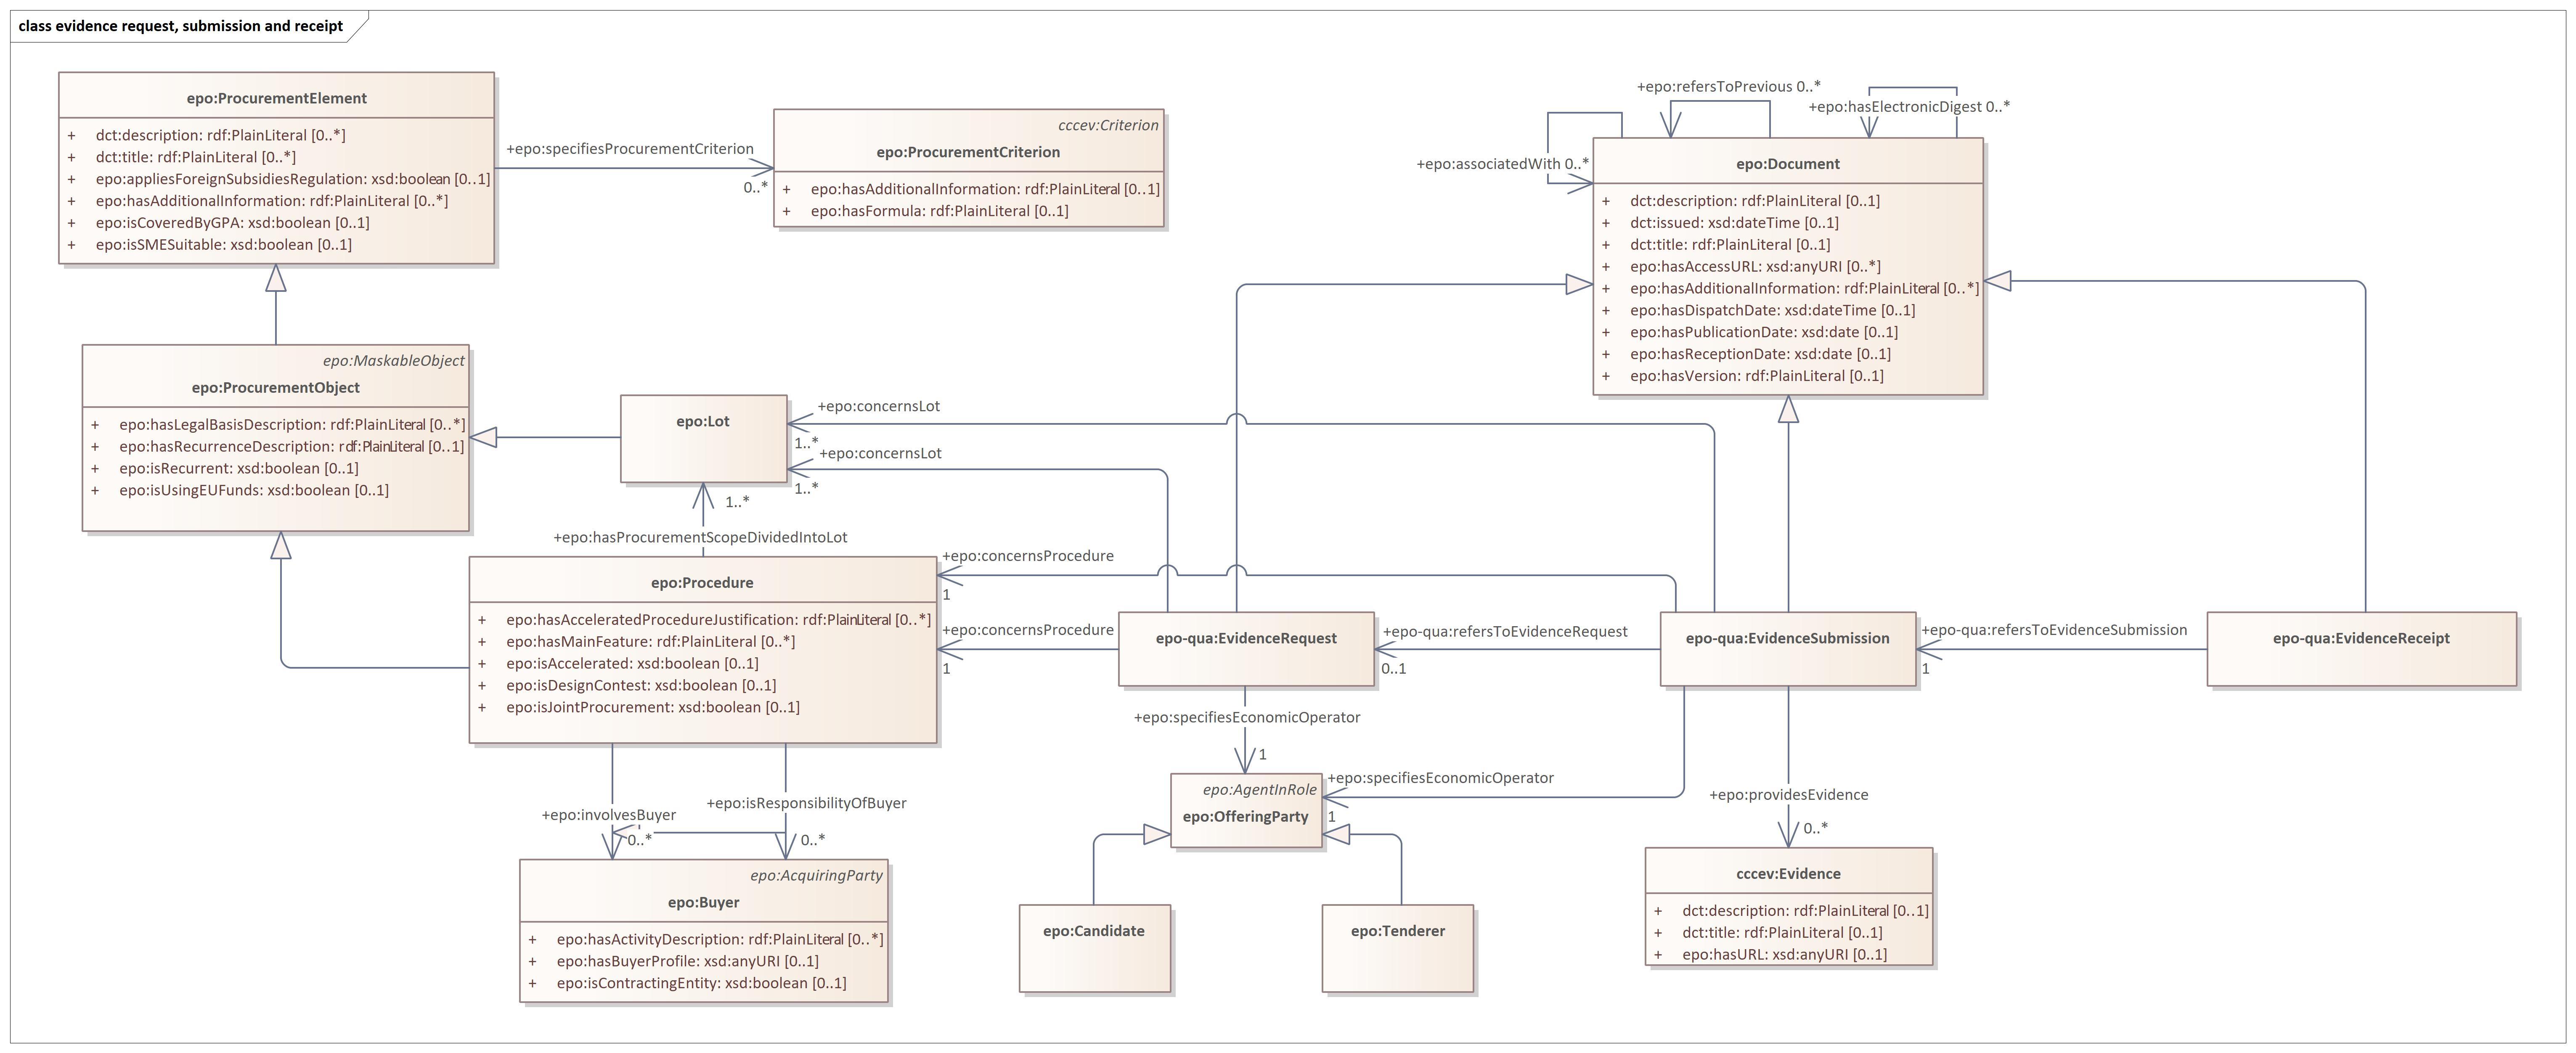 class evidence request, submission and receipt
epo:ProcurementElement
+ dct:description: rdf:PlainLiteral [0..*]
+ dct:title: rdf:PlainLiteral [0..*]
+ epo:appliesForeignSubsidiesRegulation: xsd:boolean [0..1]
+ epo:hasAdditionalInformation: rdf:PlainLiteral [0..*]
+ epo:isCoveredByGPA: xsd:boolean [0..1]
+ epo:isSMESuitable: xsd:boolean [0..1]
+epo:specifiesProcurementCriterion
0..*
cccev:Criterion
epo:ProcurementCriterion
+ epo:hasAdditionalInformation: rdf:PlainLiteral [0..1]
+ epo:hasFormula: rdf:PlainLiteral [0..1]
+epo:refersToPrevious 0..*
+epo:hasElectronicDigest 0..*
+epo:associatedWith 0..*
epo:Document
+ dct:description: rdf:PlainLiteral [0..1]
+ dct:issued: xsd:dateTime [0..1]
+ dct:title: rdf:PlainLiteral [0..1]
+ epo:hasAccessURL: xsd:anyURI [0..*]
+ epo:hasAdditionalInformation: rdf:PlainLiteral [0..*]
+ epo:hasDispatchDate: xsd:dateTime [0..1]
+ epo:hasPublicationDate: xsd:date [0..1]
+ epo:hasReceptionDate: xsd:date [0..1]
+ epo:hasVersion: rdf:PlainLiteral [0..1]
epo:MaskableObject
epo:ProcurementObject
+ epo:hasLegalBasisDescription: rdf:PlainLiteral [0..*]
+ epo:hasRecurrenceDescription: rdf:PlainLiteral [0..1]
+ epo:isRecurrent: xsd:boolean [0..1]
+ epo:isUsingEUFunds: xsd:boolean [0..1]
epo:Lot
+epo:concernsLot
1..*
+epo:concernsLot
1..*
1..*
+epo:hasProcurementScopeDividedIntoLot
epo:Procedure
+ epo:hasAcceleratedProcedureJustification: rdf:PlainLiteral [0..*]
+ epo:hasMainFeature: rdf:PlainLiteral [0..*]
+ epo:isAccelerated: xsd:boolean [0..1]
+ epo:isDesignContest: xsd:boolean [0..1]
+ epo:isJointProcurement: xsd:boolean [0..1]
+epo:concernsProcedure
1
+epo:concernsProcedure
1
epo-qua:EvidenceRequest
+epo-qua:refersToEvidenceRequest
0..1
epo-qua:EvidenceSubmission
+epo-qua:refersToEvidenceSubmission
1
epo-qua:EvidenceReceipt
+epo:specifiesEconomicOperator
1
+epo:specifiesEconomicOperator
1
epo:AgentInRole
epo:OfferingParty
+epo:providesEvidence
0..*
+epo:involvesBuyer
0..*
+epo:isResponsibilityOfBuyer
0..*
epo:AcquiringParty
epo:Buyer
+ epo:hasActivityDescription: rdf:PlainLiteral [0..*]
+ epo:hasBuyerProfile: xsd:anyURI [0..1]
+ epo:isContractingEntity: xsd:boolean [0..1]
epo:Candidate
epo:Tenderer
cccev:Evidence
+ dct:description: rdf:PlainLiteral [0..1]
+ dct:title: rdf:PlainLiteral [0..1]
+ epo:hasURL: xsd:anyURI [0..1]